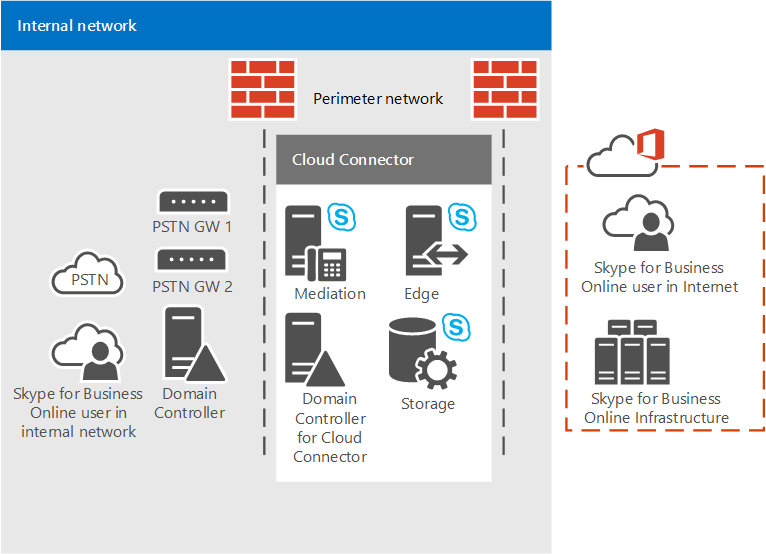 Internal network
Perimeter network
Cloud Connector
PSTN GW 1
PSTN
PSTN GW 2
Skype for Business
Online user in
internal network
Domain
Controller
S
Mediation
S
Edge
Domain
Controller
for Cloud
Connector
S
Storage
Skype for Business
Online user in Internet
Skype for Business
Online Infrastructure